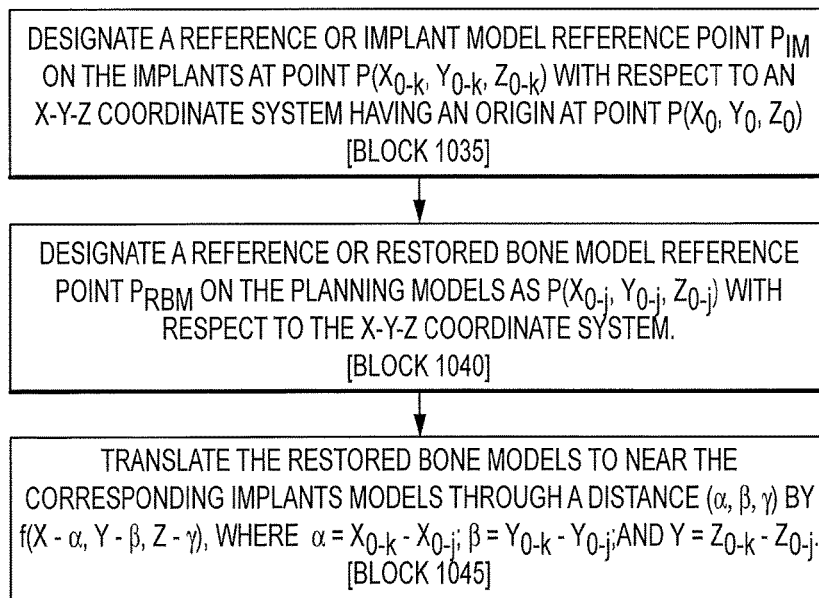 DESIGNATE A REFERENCE OR IMPLANT MODEL REFERENCE POINT P_IM
ON THE IMPLANTS AT POINT P(X_0-k, Y_0-k, Z_0-k) WITH RESPECT TO AN
X-Y-Z COORDINATE SYSTEM HAVING AN ORIGIN AT POINT P(X_0, Y_0, Z_0)
[BLOCK 1035]
DESIGNATE A REFERENCE OR RESTORED BONE MODEL REFERENCE
POINT P_RBM ON THE PLANNING MODELS AS P(X_0-j, Y_0-j, Z_0-j) WITH
RESPECT TO THE X-Y-Z COORDINATE SYSTEM.
[BLOCK 1040]
TRANSLATE THE RESTORED BONE MODELS TO NEAR THE
CORRESPONDING IMPLANTS MODELS THROUGH A DISTANCE (α, β, γ) BY
f(X - α, Y - β, Z - γ), WHERE α = X_0-k - X_0-j; β = Y_0-k - Y_0-j;AND Y = Z_0-k - Z_0-j.
[BLOCK 1045]